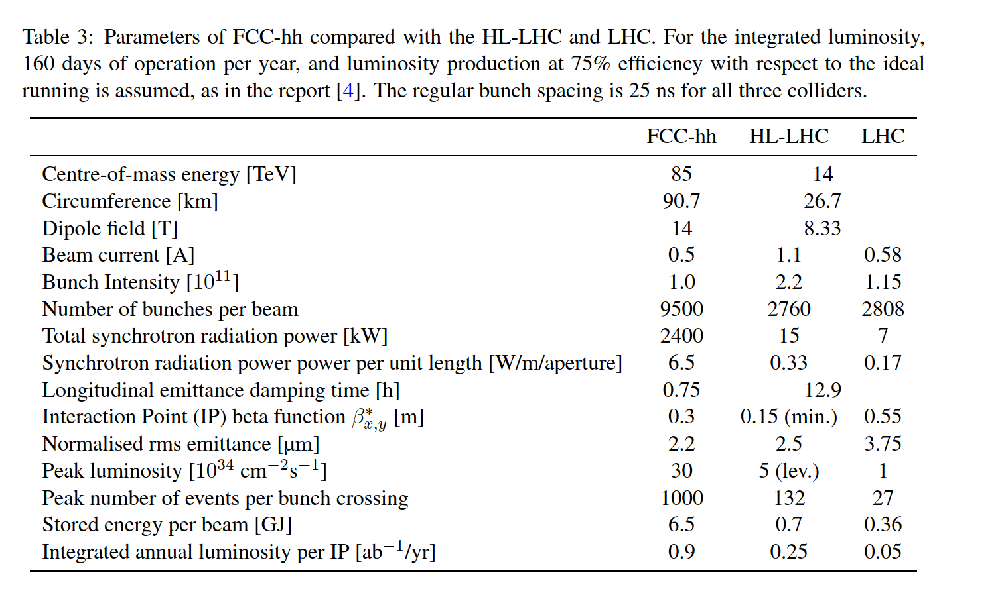 Table 3: Parameters of FCC-hh compared with the HL-LHC and LHC. For the integrated luminosity,
160 days of operation per year, and luminosity production at 75% efficiency with respect to the ideal
running is assumed, as in the report [4]. The regular bunch spacing is 25 ns for all three colliders.
FCC-hh HL-LHC LHC
Centre-of-mass energy [TeV] 85 14
Circumference [km] 90.7 26.7
Dipole field [T] 14 8.33
Beam current [A] 0.5 1.1 0.58
Bunch Intensity [10¹¹] 1.0 2.2 1.15
Number of bunches per beam 9500 2760 2808
Total synchrotron radiation power [kW] 2400 15 7
Synchrotron radiation power power per unit length [W/m/aperture] 6.5 0.33 0.17
Longitudinal emittance damping time [h] 0.75 12.9
Interaction Point (IP) beta function β*x,y [m] 0.3 0.15 (min.) 0.55
Normalised rms emittance [μm] 2.2 2.5 3.75
Peak luminosity [10³⁴ cm⁻²s⁻¹] 30 5 (lev.) 1
Peak number of events per bunch crossing 1000 132 27
Stored energy per beam [GJ] 6.5 0.7 0.36
Integrated annual luminosity per IP [ab⁻¹/yr] 0.9 0.25 0.05